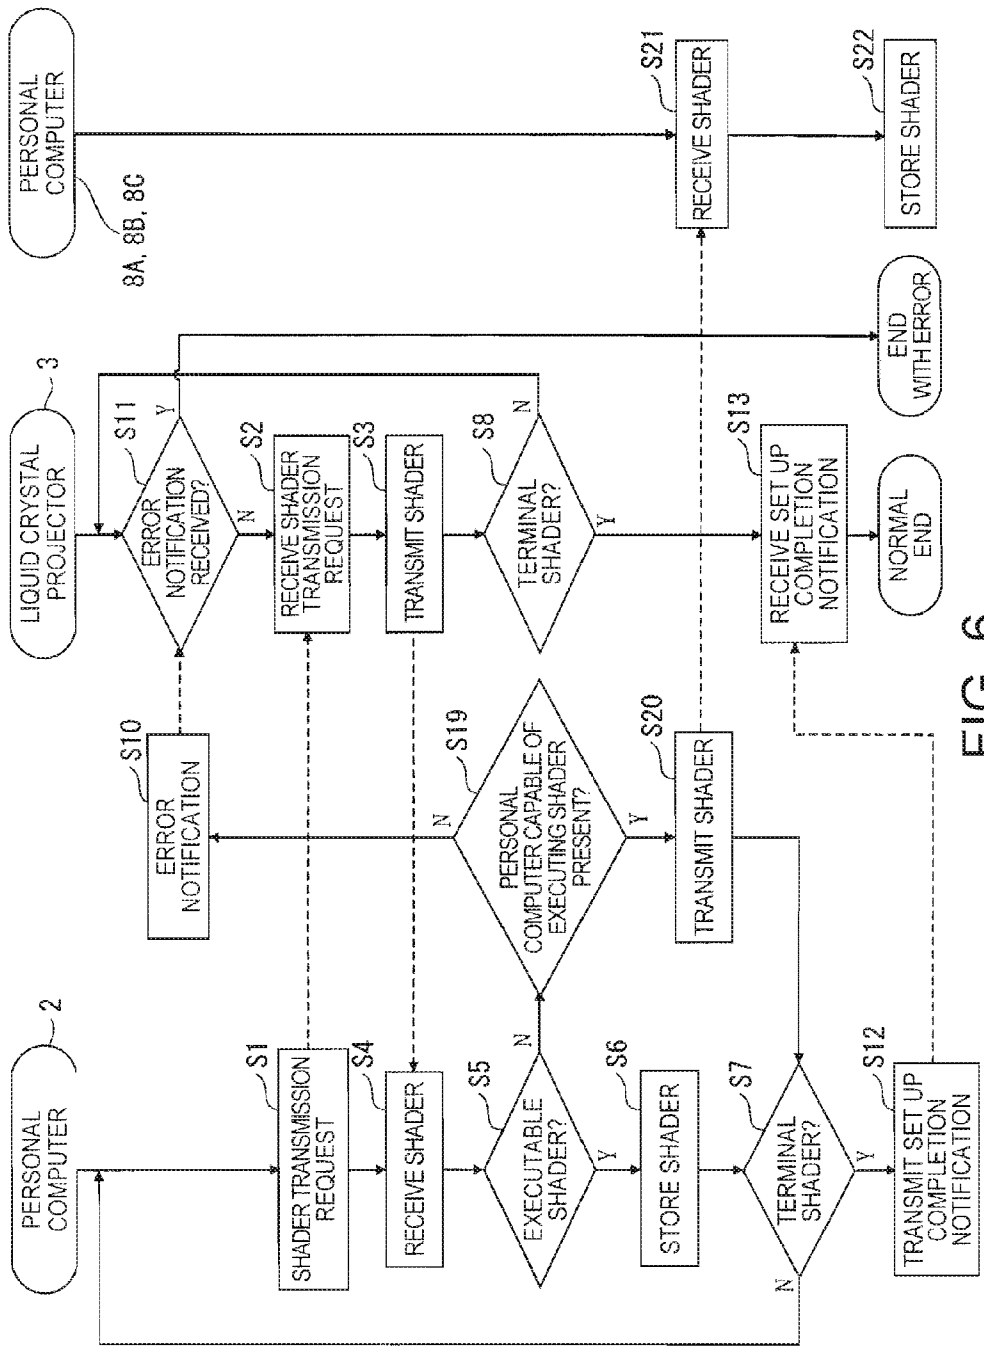 PERSONAL
COMPUTER
2
SHADER TRANSMISSION
REQUEST
S1
RECEIVE SHADER
S4
EXECUTABLE
SHADER?
S5
N
Y
STORE SHADER
S6
TERMINAL
SHADER?
S7
N
Y
TRANSMIT SET UP
COMPLETION
NOTIFICATION
S12
ERROR
NOTIFICATION
S10
PERSONAL
COMPUTER CAPABLE OF
EXECUTING SHADER
PRESENT?
S19
N
Y
TRANSMIT SHADER
S20
LIQUID CRYSTAL
PROJECTOR
3
ERROR
NOTIFICATION
RECEIVED?
S11
Y
N
RECEIVE SHADER
TRANSMISSION
REQUEST
S2
TRANSMIT SHADER
S3
TERMINAL
SHADER?
S8
N
Y
RECEIVE SET UP
COMPLETION
NOTIFICATION
S13
NORMAL
END
END
WITH ERROR
PERSONAL
COMPUTER
8A, 8B, 8C
RECEIVE SHADER
S21
STORE SHADER
S22
FIG. 6